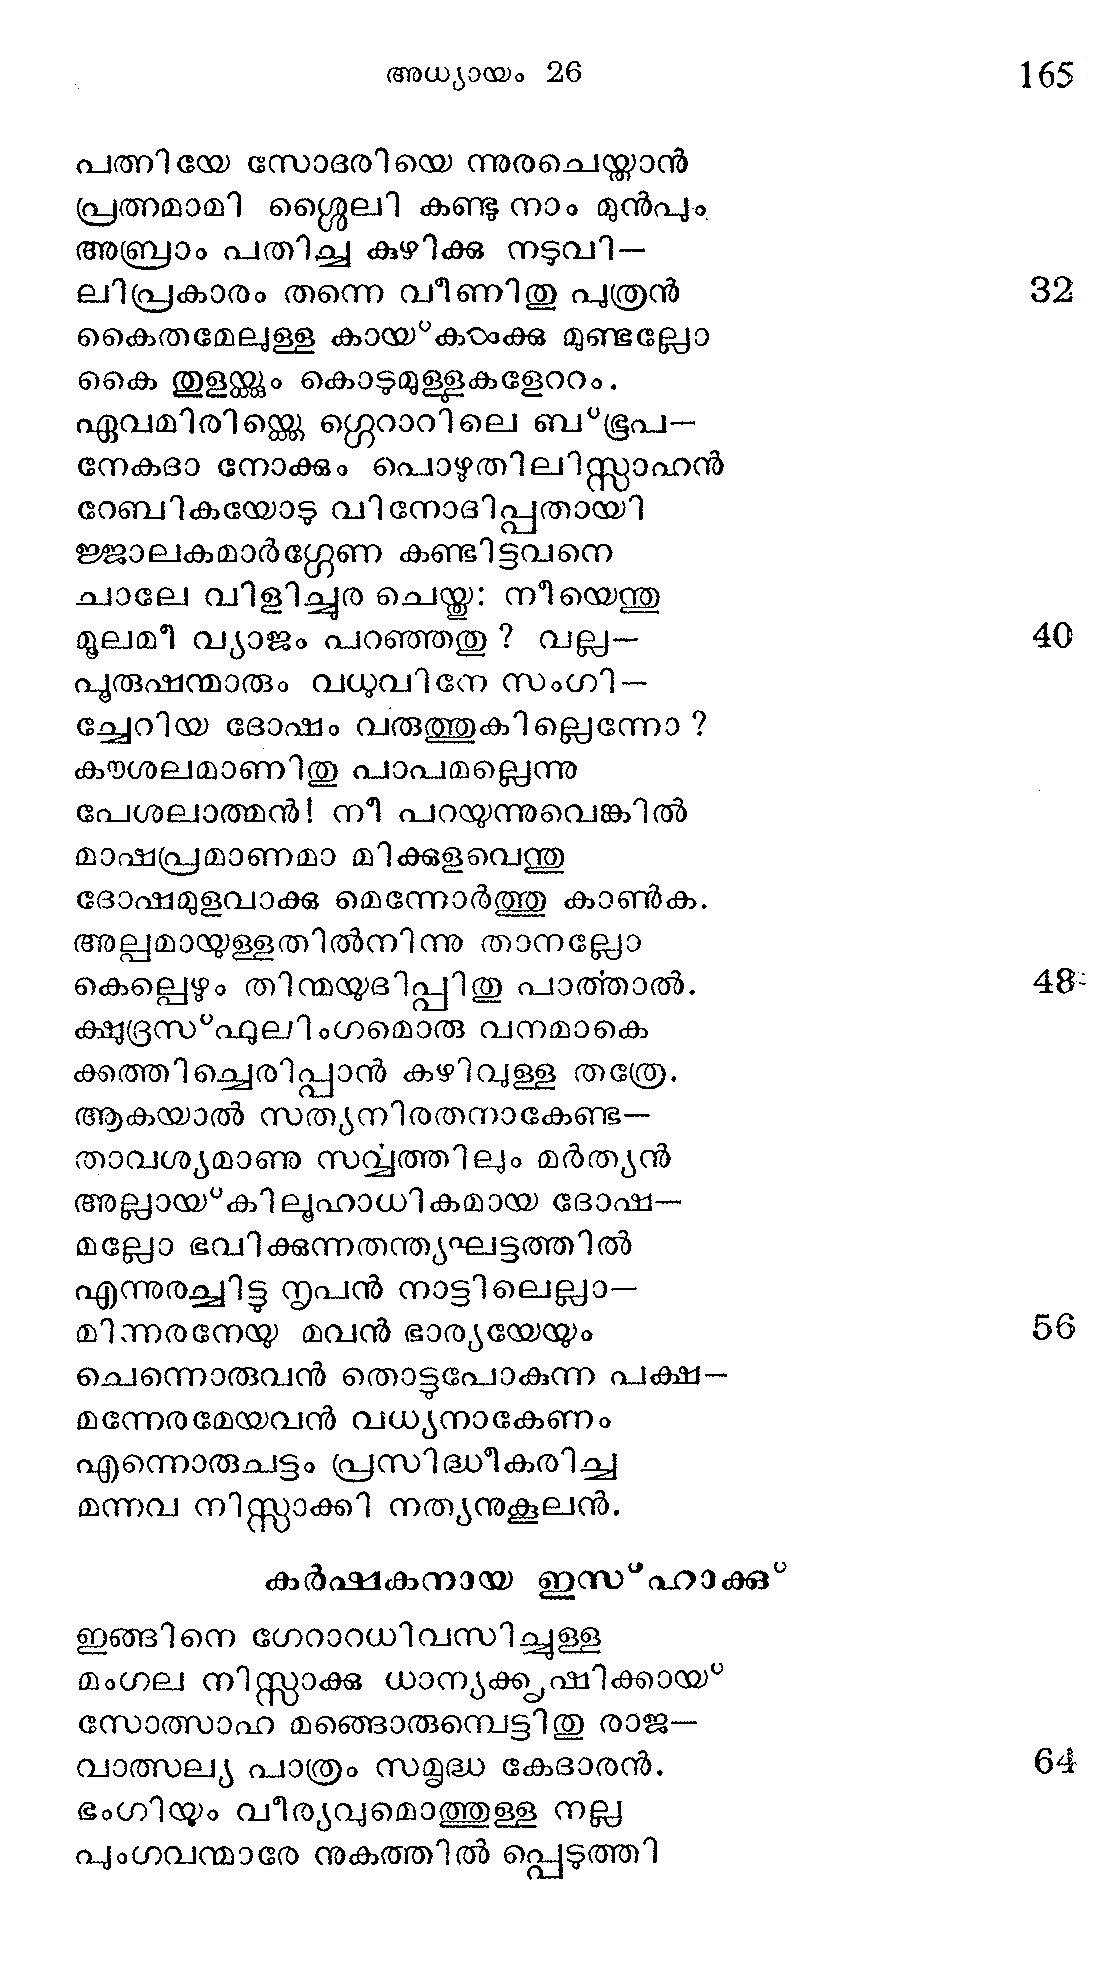 അധ്യായം 26 165
പത്നിയേ സോദരിയെ ന്നുരചെയ്താൻ
പ്രത്നമാമി ശ്ശൈലി കണ്ടു നാം മുൻപും.
അബ്രാം പതിച്ച കുഴിക്കു നടുവി—
ലിപ്രകാരം തന്നെ വീണിതു പുത്രൻ 32
കൈതമേലുള്ള കായ്കൾക്കു മുണ്ടല്ലോ
കൈ തുളയ്ക്കും കൊടുമുള്ളുകളേററം.
ഏവമിരിയ്ക്കെ ഗ്ഗെറാറിലെ ബ്ഭൂപ—
നേകദാ നോക്കും പൊഴുതിലിസ്സാഹൻ
റേബികയോടു വിനോദിപ്പതായി
ജ്ജാലകമാർഗ്ഗേണ കണ്ടിട്ടവനെ
ചാലേ വിളിച്ചുര ചെയ്തു: നീയെന്തു
മൂലമീ വ്യാജം പറഞ്ഞതു ? വല്ല— 40
പൂരുഷന്മാരും വധുവിനേ സംഗി—
ച്ചേറിയ ദോഷം വരുത്തുകില്ലെന്നോ ?
കൗശലമാണിതു പാപമല്ലെന്നു
പേശലാത്മൻ! നീ പറയുന്നുവെങ്കിൽ
മാഷപ്രമാണമാ മിക്കളവെന്തു
ദോഷമുളവാക്കു മെന്നോർത്തു കാൺക.
അല്പമായുള്ളതിൽനിന്നു താനല്ലോ
കെല്പെഴും തിന്മയുദിപ്പിതു പാർത്താൽ. 48
ക്ഷുദ്രസ്ഫുലിംഗമൊരു വനമാകെ
ക്കത്തിച്ചെരിപ്പാൻ കഴിവുള്ള തത്രേ.
ആകയാൽ സത്യനിരതനാകേണ്ട—
താവശ്യമാണു സർവ്വത്തിലും മർത്യൻ
അല്ലായ്കിലൂഹാധികമായ ദോഷ—
മല്ലോ ഭവിക്കുന്നതന്ത്യഘട്ടത്തിൽ
എന്നുരച്ചിട്ടു നൃപൻ നാട്ടിലെല്ലാ—
മിന്നരനേയു മവൻ ഭാര്യയേയും 56
ചെന്നൊരുവൻ തൊട്ടുപോകുന്ന പക്ഷ—
മന്നേരമേയവൻ വധ്യനാകേണം
എന്നൊരുചട്ടം പ്രസിദ്ധീകരിച്ചു
മന്നവ നിസ്സാക്കി നത്യനുകൂലൻ.
കർഷകനായ ഇസ്ഹാക്കു്
ഇങ്ങിനെ ഗേറാറധിവസിച്ചുള്ള
മംഗല നിസ്സാക്കു ധാന്യക്കൃഷിക്കായ്
സോത്സാഹ മങ്ങൊരുമ്പെട്ടിതു രാജ—
വാത്സല്യ പാത്രം സമൃദ്ധ കേദാരൻ. 64
ഭംഗിയും വീര്യവുമൊത്തുള്ള നല്ല
പുംഗവന്മാരേ നുകത്തിൽ പ്പെടുത്തി